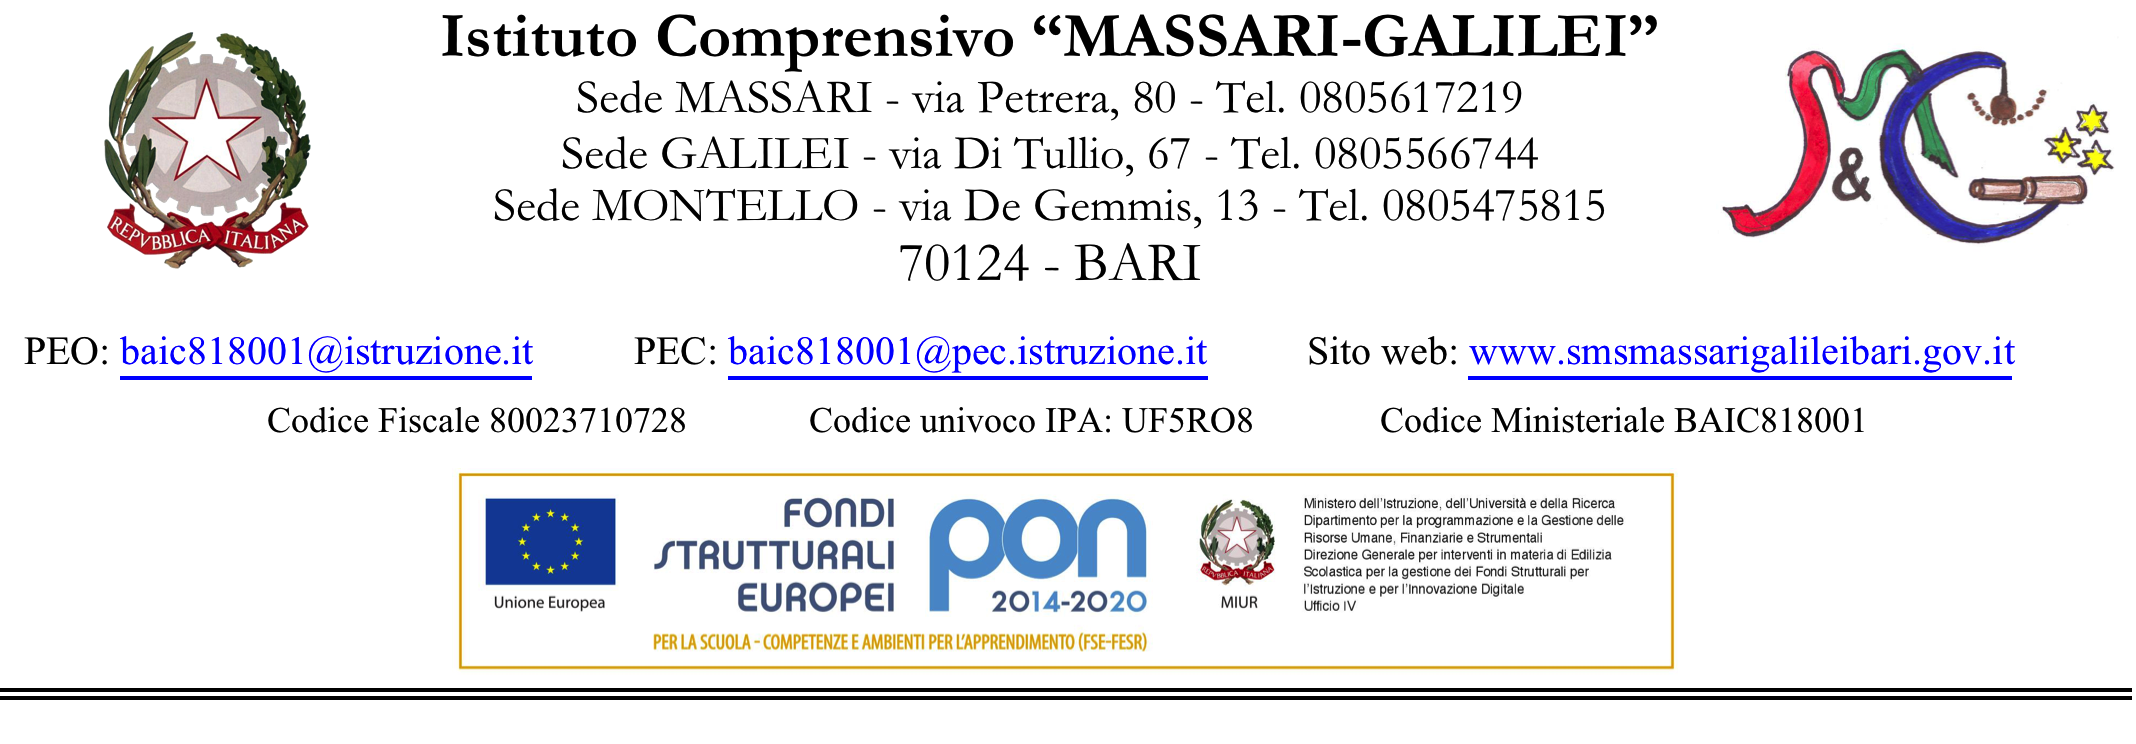 Istituto Comprensivo “MASSARI-GALILEI”
Sede MASSARI - via Petrera, 80 - Tel. 0805617219
Sede GALILEI - via Di Tullio, 67 - Tel. 0805566744
Sede MONTELLO - via De Gemmis, 13 - Tel. 0805475815
70124 - BARI
REPVBBLICA ITALIANA
M&G
PEO: baic818001@istruzione.it PEC: baic818001@pec.istruzione.it Sito web: www.smsmassarigalileibari.gov.it
Codice Fiscale 80023710728 Codice univoco IPA: UF5RO8 Codice Ministeriale BAIC818001
Unione Europea
FONDI
STRUTTURALI
EUROPEI
pon
2014-2020
PER LA SCUOLA - COMPETENZE E AMBIENTI PER L'APPRENDIMENTO (FSE-FESR)
REPVBBLICA ITALIANA
MIUR
Ministero dell'Istruzione, dell'Università e della Ricerca
Dipartimento per la programmazione e la Gestione delle
Risorse Umane, Finanziarie e Strumentali
Direzione Generale per interventi in materia di Edilizia
Scolastica per la gestione dei Fondi Strutturali per
l'Istruzione e per l'Innovazione Digitale
Ufficio IV